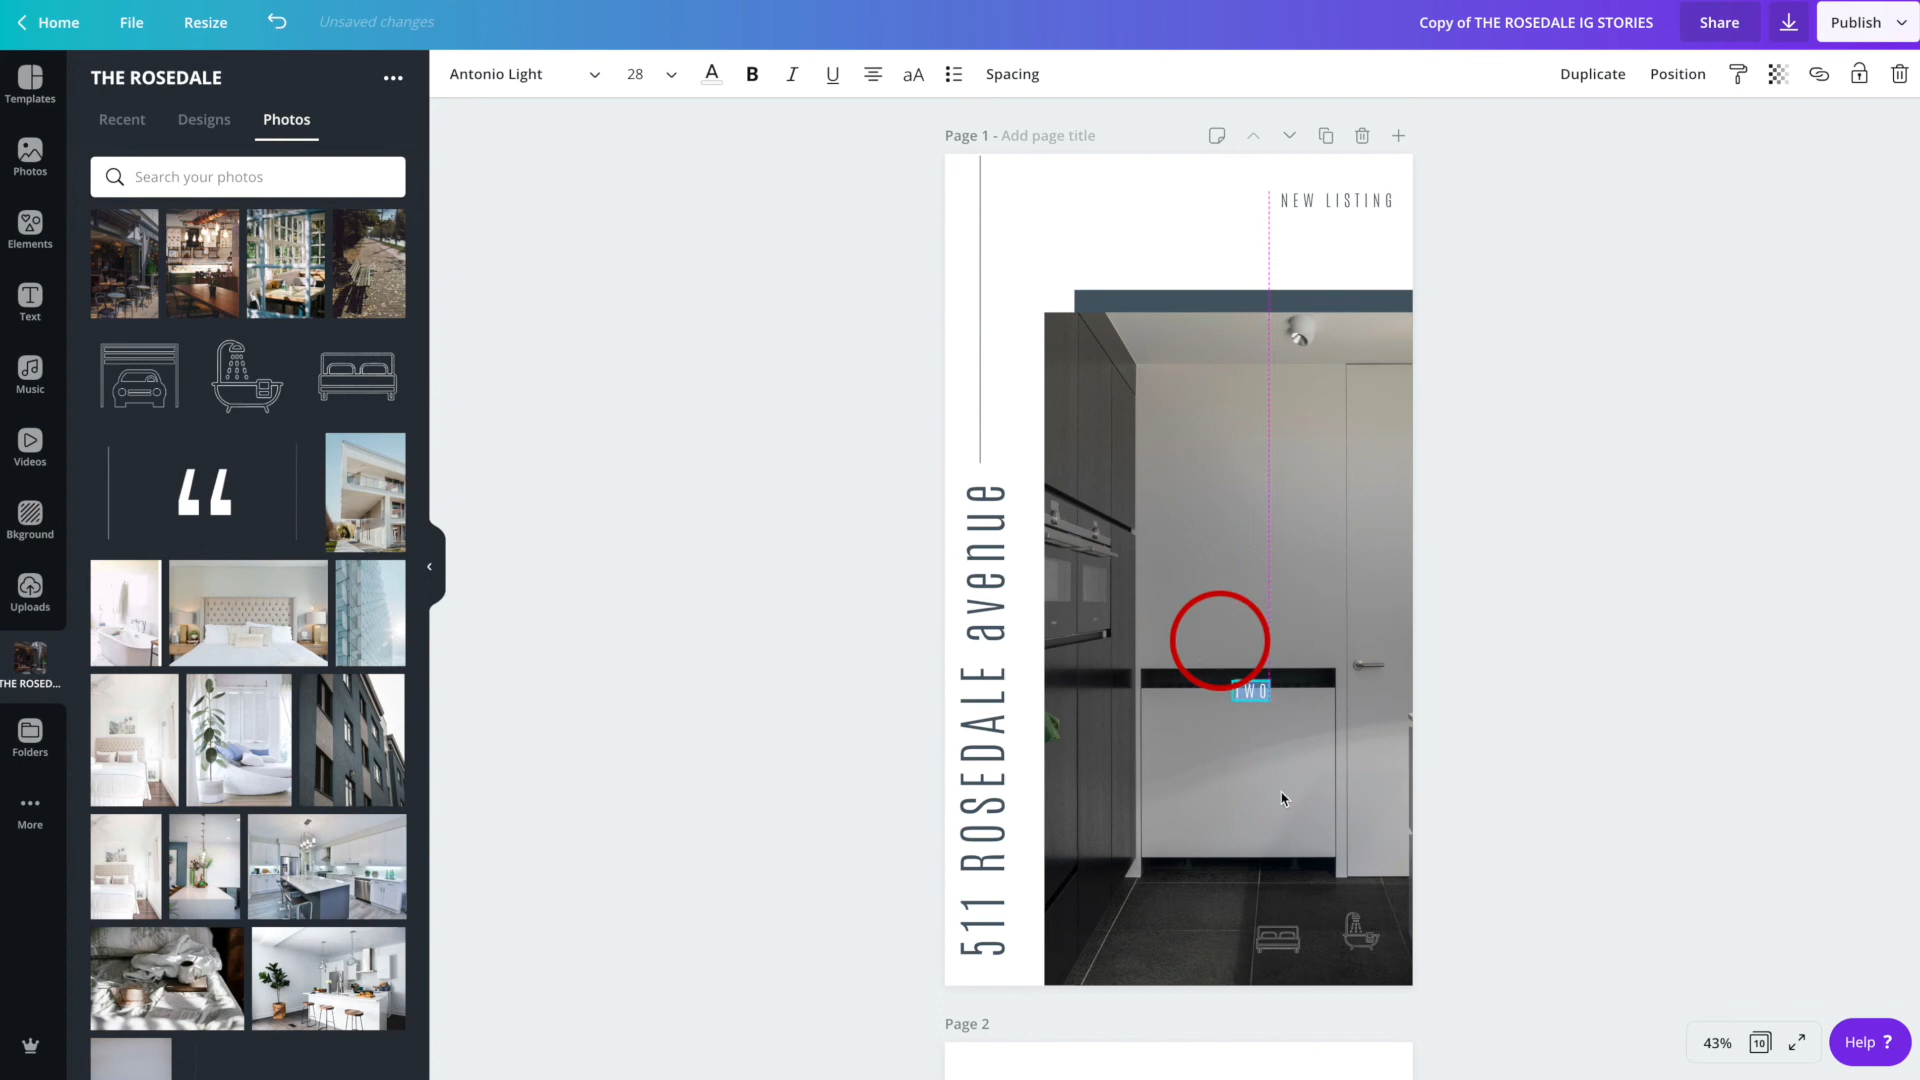 Home
File
Resize
Unsaved changes
Copy of THE ROSEDALE IG STORIES
Share
Publish
Templates
Photos
Elements
Text
Music
Videos
Bkground
Uploads
THE ROSED...
Folders
More
THE ROSEDALE
Recent
Designs
Photos
Search your photos
“
Antonio Light
28
A
B
I
U
aA
Spacing
Duplicate
Position
Page 1 - Add page title
NEW LISTING
511 ROSEDALE avenue
TWO
Page 2
43%
10
Help ?